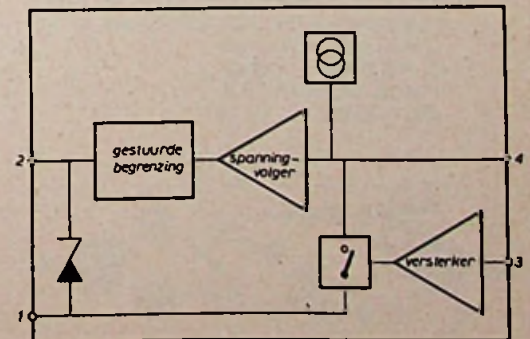 2
gestuurde
begrenzing
spanning-
volger
4
versterker
3
1